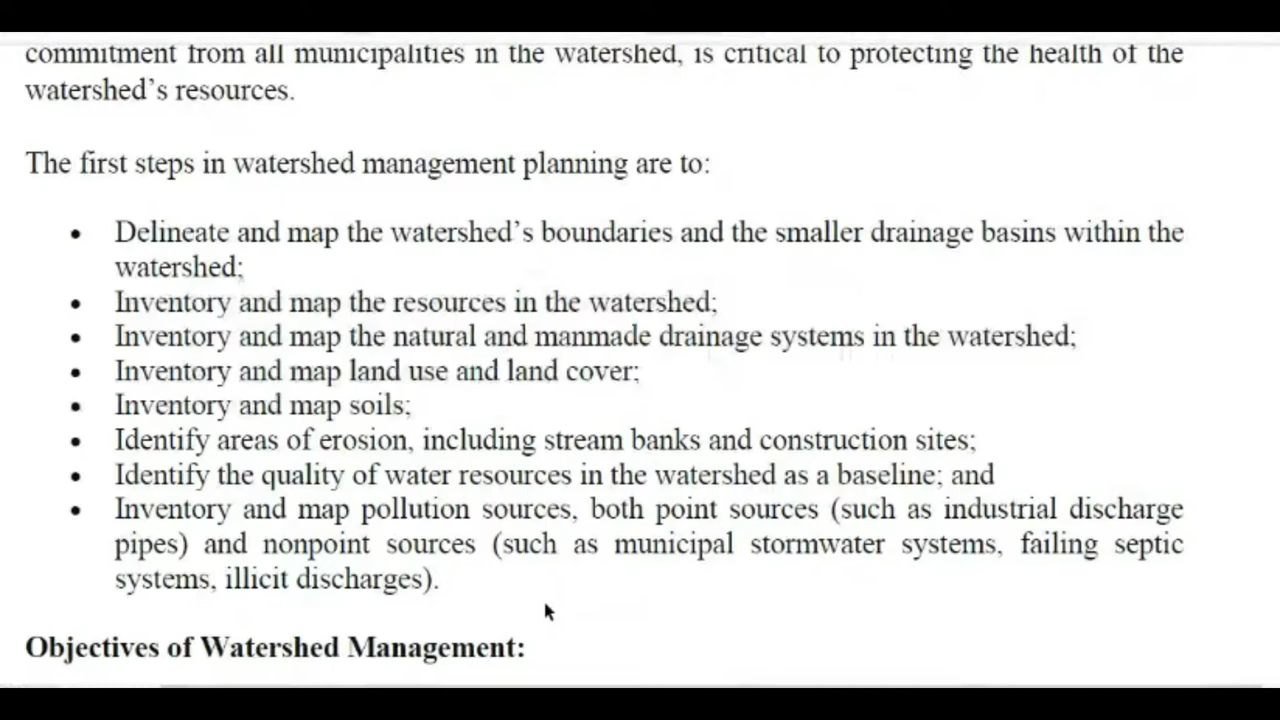 commitment from all municipalities in the watershed, is critical to protecting the health of the
watershed's resources.
The first steps in watershed management planning are to:
• Delineate and map the watershed's boundaries and the smaller drainage basins within the
watershed;
• Inventory and map the resources in the watershed;
• Inventory and map the natural and manmade drainage systems in the watershed;
• Inventory and map land use and land cover;
• Inventory and map soils;
• Identify areas of erosion, including stream banks and construction sites;
• Identify the quality of water resources in the watershed as a baseline; and
• Inventory and map pollution sources, both point sources (such as industrial discharge
pipes) and nonpoint sources (such as municipal stormwater systems, failing septic
systems, illicit discharges).
Objectives of Watershed Management: